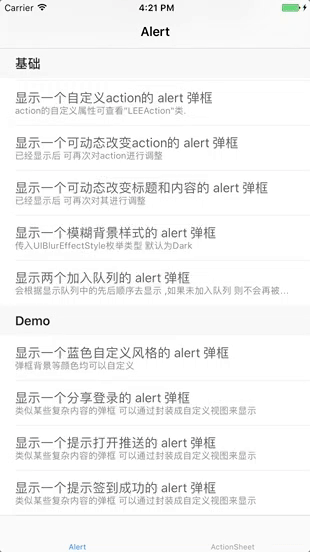 Carrier 4:21 PM
Alert
基础
显示一个自定义action的 alert 弹框
action的自定义属性可查看"LEEAction"类.
显示一个可动态改变action的 alert 弹框
已经显示后 可再次对action进行调整
显示一个可动态改变标题和内容的 alert 弹框
已经显示后 可再次对其进行调整
显示一个模糊背景样式的 alert 弹框
传入UIBlurEffectStyle枚举类型 默认为Dark
显示两个加入队列的 alert 弹框
会根据显示队列中的先后顺序去显示 ,如果未加入队列 则不会再被…
Demo
显示一个蓝色自定义风格的 alert 弹框
弹框背景等颜色均可以自定义
显示一个分享登录的 alert 弹框
类似某些复杂内容的弹框 可以通过封装成自定义视图来显示
显示一个提示打开推送的 alert 弹框
类似某些复杂内容的弹框 可以通过封装成自定义视图来显示
显示一个提示签到成功的 alert 弹框
类似某些复杂内容的弹框 可以通过封装成自定义视图来显示
Alert ActionSheet